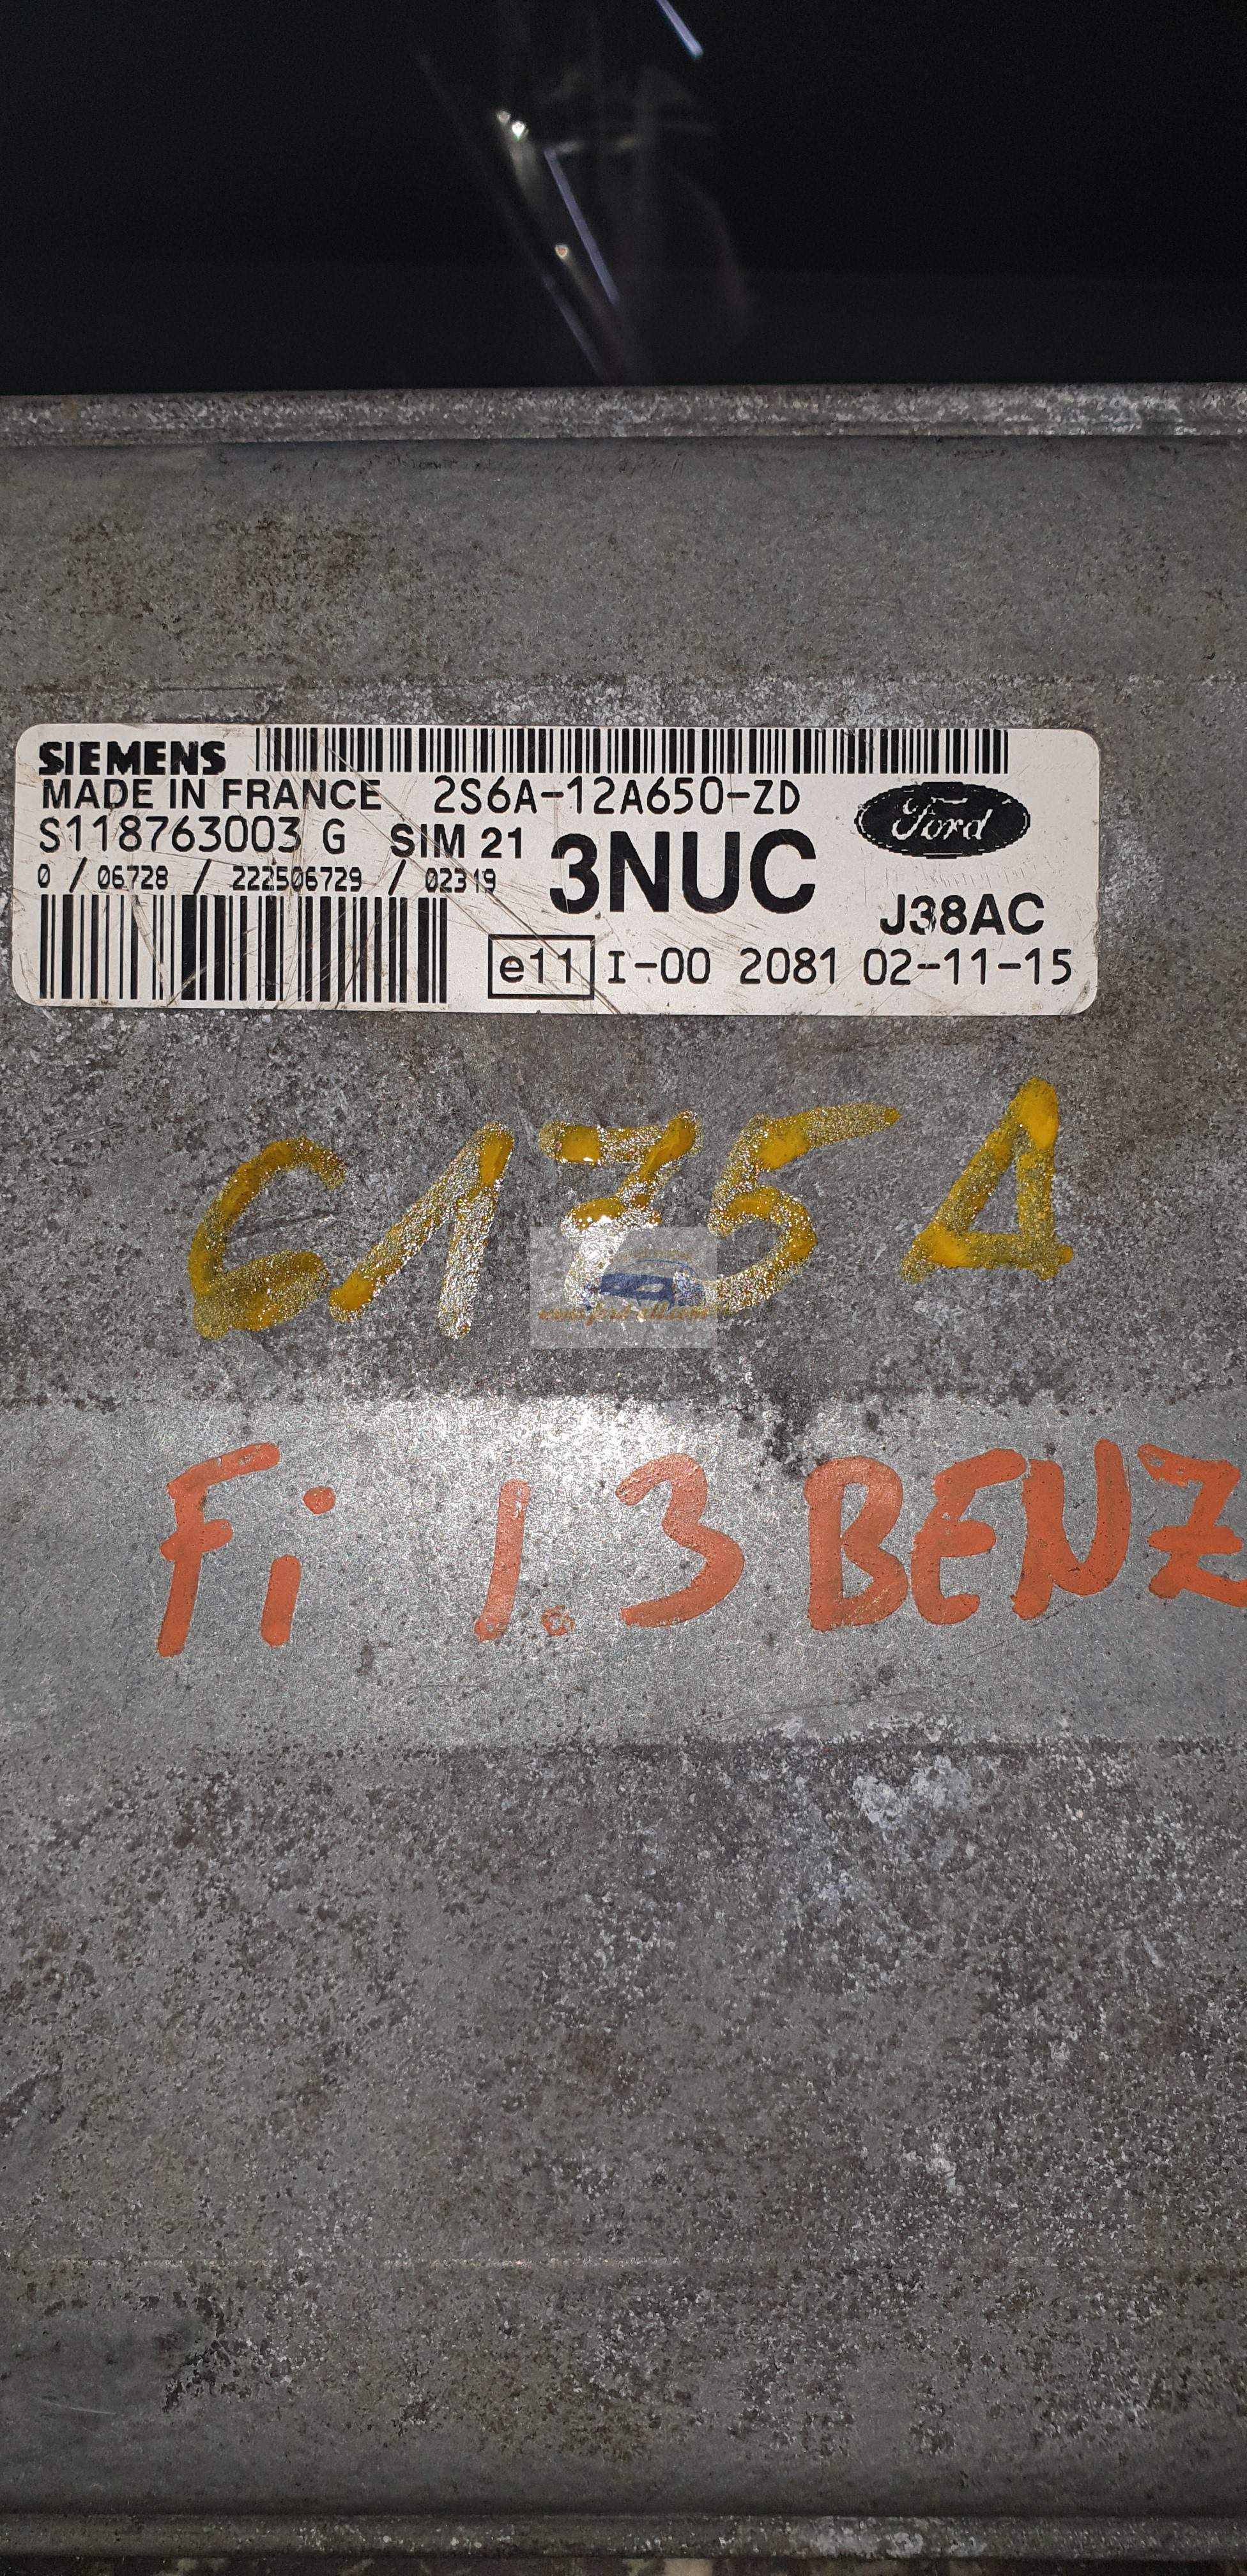 SIEMENS
MADE IN FRANCE 2S6A-12A650-ZD
Ford
S118763003 G SIM 21 3NUC
0 / 06728 / 222506729 / 02319
J38AC
e11 I-00 2081 02-11-15
C175A
Fi 1.3 BENZ